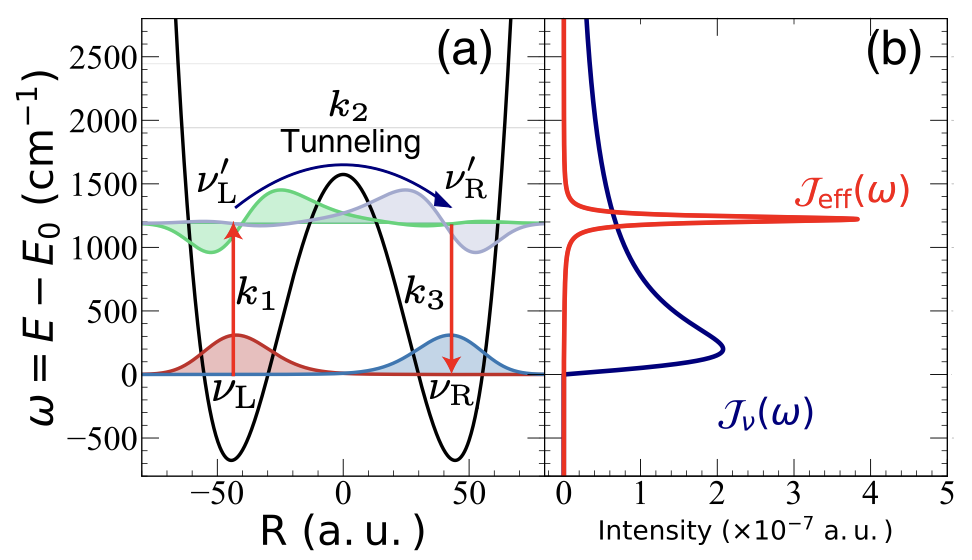 (a)
(b)
ω = E − E₀ (cm⁻¹)
2500
2000
1500
1000
500
0
−500
k₂
Tunneling
ν′L
ν′R
k₁
k₃
νL
νR
−50
0
50
R (a.u.)
𝒥eff(ω)
𝒥ν(ω)
0
1
2
3
4
5
Intensity (×10⁻⁷ a.u.)